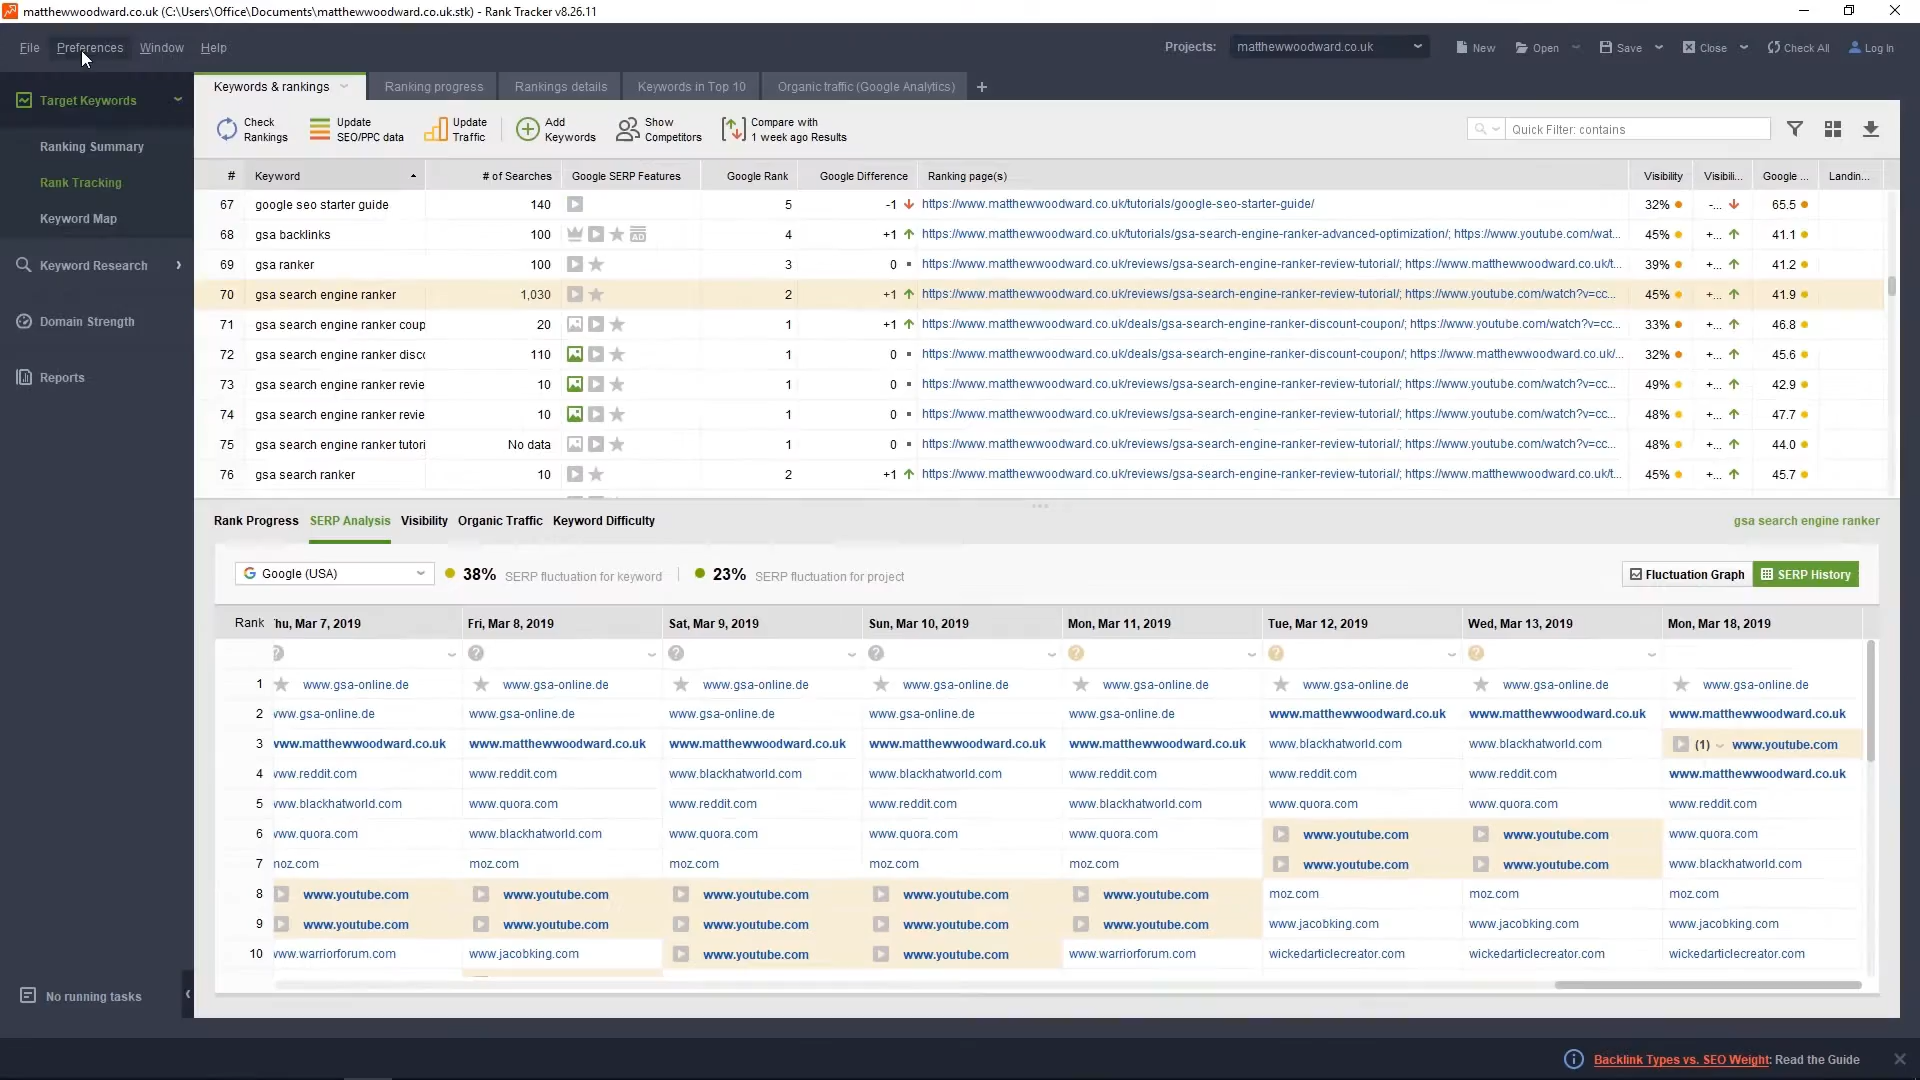 matthewwoodward.co.uk (C:\Users\Office\Documents\matthewwoodward.co.uk.stk) - Rank Tracker v8.26.11
File Preferences Window Help Projects: matthewwoodward.co.uk New Open Save Close Check All Log In
Target Keywords
Ranking Summary
Rank Tracking
Keyword Map
Keyword Research
Domain Strength
Reports
No running tasks
Keywords & rankings Ranking progress Rankings details Keywords in Top 10 Organic traffic (Google Analytics) +
Check Rankings Update SEO/PPC data Update Traffic Add Keywords Show Competitors Compare with 1 week ago Results Quick Filter: contains
# Keyword # of Searches Google SERP Features Google Rank Google Difference Ranking page(s) Visibility Visibili... Google ... Landin...
67 google seo starter guide 140 5 -1 https://www.matthewwoodward.co.uk/tutorials/google-seo-starter-guide/ 32% -... 65.5
68 gsa backlinks 100 AD 4 +1 https://www.matthewwoodward.co.uk/tutorials/gsa-search-engine-ranker-advanced-optimization/; https://www.youtube.com/wat... 45% +... 41.1
69 gsa ranker 100 3 0 https://www.matthewwoodward.co.uk/reviews/gsa-search-engine-ranker-review-tutorial/; https://www.matthewwoodward.co.uk/t... 39% +... 41.2
70 gsa search engine ranker 1,030 2 +1 https://www.matthewwoodward.co.uk/reviews/gsa-search-engine-ranker-review-tutorial/; https://www.youtube.com/watch?v=cc... 45% +... 41.9
71 gsa search engine ranker coup 20 1 +1 https://www.matthewwoodward.co.uk/deals/gsa-search-engine-ranker-discount-coupon/; https://www.youtube.com/watch?v=cc... 33% +... 46.8
72 gsa search engine ranker disc 110 1 0 https://www.matthewwoodward.co.uk/deals/gsa-search-engine-ranker-discount-coupon/; https://www.matthewwoodward.co.uk/... 32% +... 45.6
73 gsa search engine ranker revie 10 1 0 https://www.matthewwoodward.co.uk/reviews/gsa-search-engine-ranker-review-tutorial/; https://www.youtube.com/watch?v=cc... 49% +... 42.9
74 gsa search engine ranker revie 10 1 0 https://www.matthewwoodward.co.uk/reviews/gsa-search-engine-ranker-review-tutorial/; https://www.youtube.com/watch?v=cc... 48% +... 47.7
75 gsa search engine ranker tutori No data 1 0 https://www.matthewwoodward.co.uk/reviews/gsa-search-engine-ranker-review-tutorial/; https://www.youtube.com/watch?v=cc... 48% +... 44.0
76 gsa search ranker 10 2 +1 https://www.matthewwoodward.co.uk/reviews/gsa-search-engine-ranker-review-tutorial/; https://www.matthewwoodward.co.uk/t... 45% +... 45.7
Rank Progress SERP Analysis Visibility Organic Traffic Keyword Difficulty gsa search engine ranker
Google (USA) 38% SERP fluctuation for keyword 23% SERP fluctuation for project Fluctuation Graph SERP History
Rank hu, Mar 7, 2019 Fri, Mar 8, 2019 Sat, Mar 9, 2019 Sun, Mar 10, 2019 Mon, Mar 11, 2019 Tue, Mar 12, 2019 Wed, Mar 13, 2019 Mon, Mar 18, 2019
? ? ? ? ? ? ?
1 www.gsa-online.de www.gsa-online.de www.gsa-online.de www.gsa-online.de www.gsa-online.de www.gsa-online.de www.gsa-online.de www.gsa-online.de
2 www.gsa-online.de www.gsa-online.de www.gsa-online.de www.gsa-online.de www.gsa-online.de www.matthewwoodward.co.uk www.matthewwoodward.co.uk www.matthewwoodward.co.uk
3 www.matthewwoodward.co.uk www.matthewwoodward.co.uk www.matthewwoodward.co.uk www.matthewwoodward.co.uk www.matthewwoodward.co.uk www.blackhatworld.com www.blackhatworld.com (1) www.youtube.com
4 www.reddit.com www.reddit.com www.blackhatworld.com www.blackhatworld.com www.reddit.com www.reddit.com www.reddit.com www.matthewwoodward.co.uk
5 www.blackhatworld.com www.quora.com www.reddit.com www.reddit.com www.blackhatworld.com www.quora.com www.quora.com www.reddit.com
6 www.quora.com www.blackhatworld.com www.quora.com www.quora.com www.quora.com www.youtube.com www.youtube.com www.quora.com
7 moz.com moz.com moz.com moz.com moz.com www.youtube.com www.youtube.com www.blackhatworld.com
8 www.youtube.com www.youtube.com www.youtube.com www.youtube.com www.youtube.com moz.com moz.com moz.com
9 www.youtube.com www.youtube.com www.youtube.com www.youtube.com www.youtube.com www.jacobking.com www.jacobking.com www.jacobking.com
10 www.warriorforum.com www.jacobking.com www.youtube.com www.youtube.com www.warriorforum.com wickedarticlecreator.com wickedarticlecreator.com wickedarticlecreator.com
Backlink Types vs. SEO Weight: Read the Guide